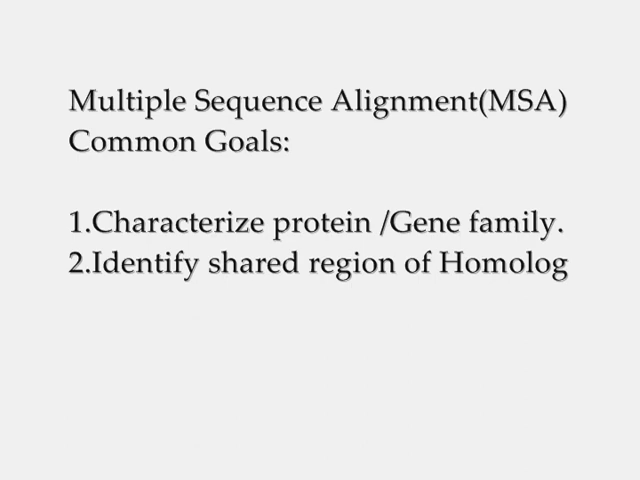 Multiple Sequence Alignment(MSA)
Common Goals:
1.Characterize protein /Gene family.
2.Identify shared region of Homolog